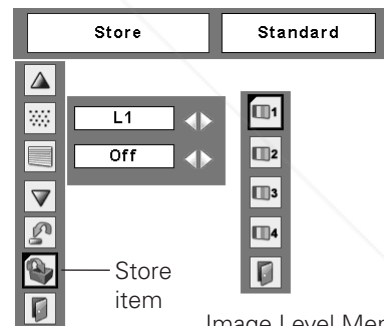 Store Standard
L1
Off
1
2
3
4
Store
item
Image Level Men